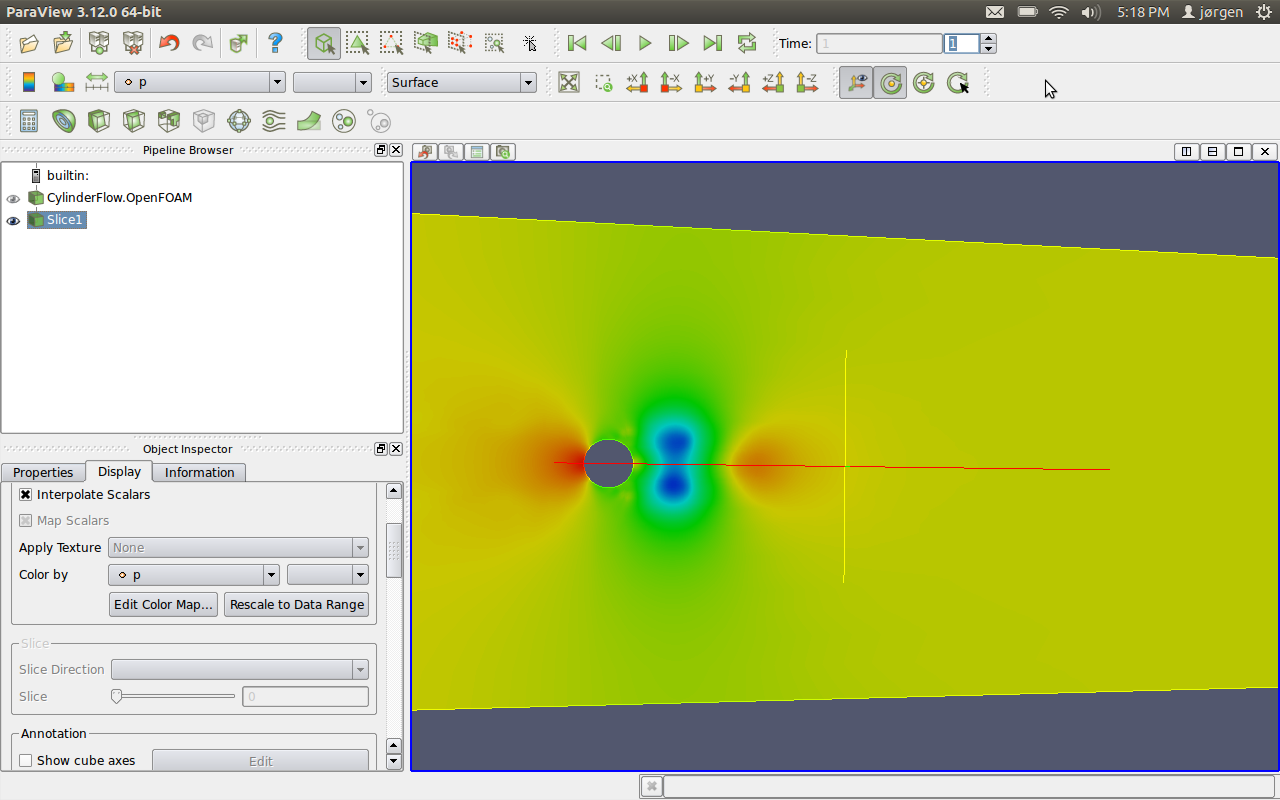 ParaView 3.12.0 64-bit
5:18 PM
jørgen
Time: 1
1
p
Surface
+X
-X
+Y
-Y
+Z
-Z
Pipeline Browser
builtin:
CylinderFlow.OpenFOAM
Slice1
Object Inspector
Properties
Display
Information
Interpolate Scalars
Map Scalars
Apply Texture
None
Color by
p
Edit Color Map...
Rescale to Data Range
Slice
Slice Direction
Slice
0
Annotation
Show cube axes
Edit